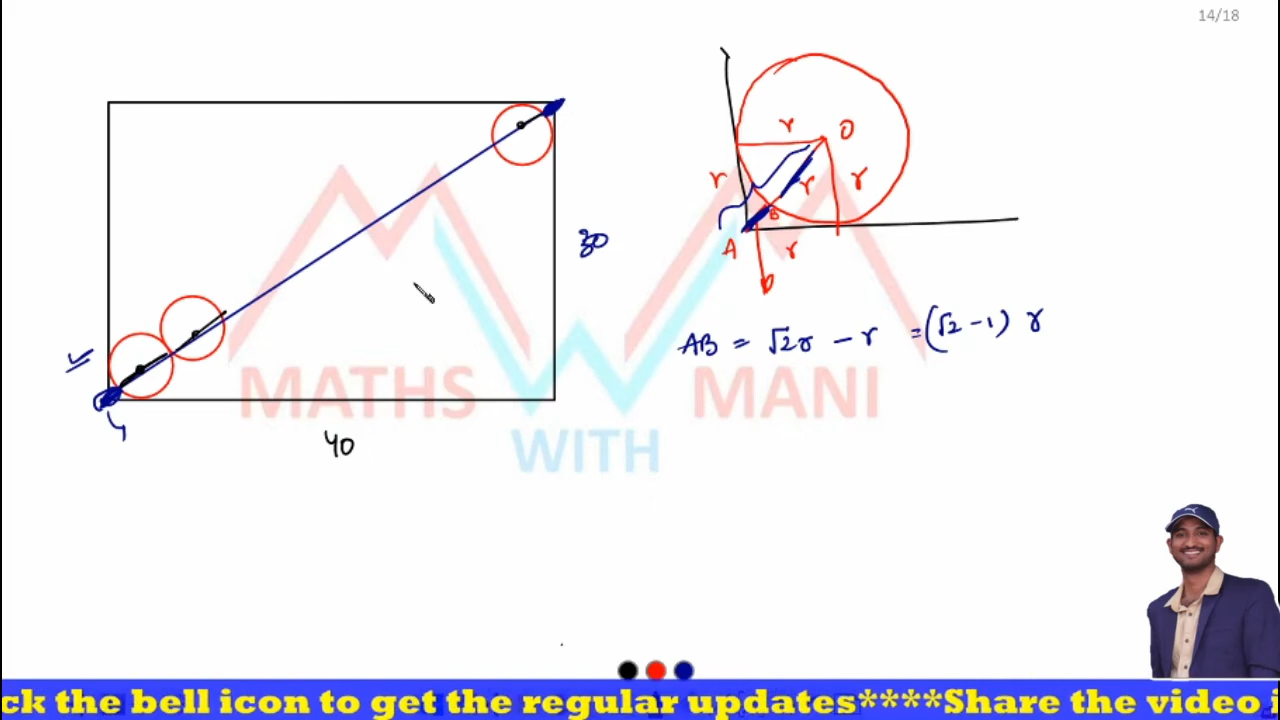 14/18
30
40
r
O
r
r
r
B
A
r
AB = √2r - r = (√2 - 1) r
MATHS
WITH
MANI
ck the bell icon to get the regular updates****Share the video i